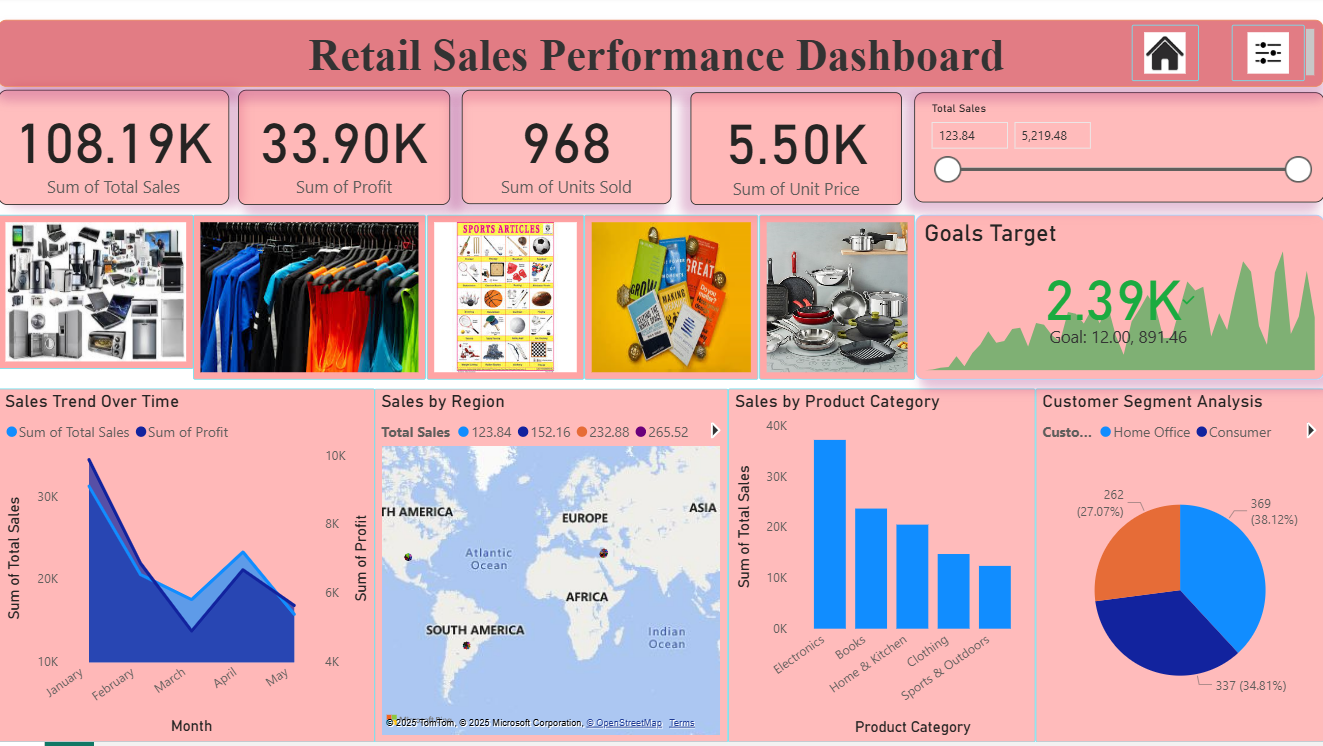 Retail Sales Performance Dashboard
108.19K
Sum of Total Sales
33.90K
Sum of Profit
968
Sum of Units Sold
5.50K
Sum of Unit Price
Total Sales
123.84
5,219.48
SPORTS ARTICLES
GROW
GREAT
MAKING
Goals Target
2.39K
Goal: 12.00, 891.46
Sales Trend Over Time
Sum of Total Sales Sum of Profit
Sum of Total Sales
30K
20K
10K
10K
8K
6K
4K
Sum of Profit
January
February
March
April
May
Month
Sales by Region
Total Sales 123.84 152.16 232.88 265.52
TH AMERICA
EUROPE
ASIA
Atlantic
Ocean
AFRICA
SOUTH AMERICA
Indian
Ocean
© 2025 TomTom, © 2025 Microsoft Corporation, © OpenStreetMap Terms
Sales by Product Category
Sum of Total Sales
40K
30K
20K
10K
0K
Electronics
Books
Home & Kitchen
Clothing
Sports & Outdoors
Product Category
Customer Segment Analysis
Custo... Home Office Consumer
262
(27.07%)
369
(38.12%)
337 (34.81%)